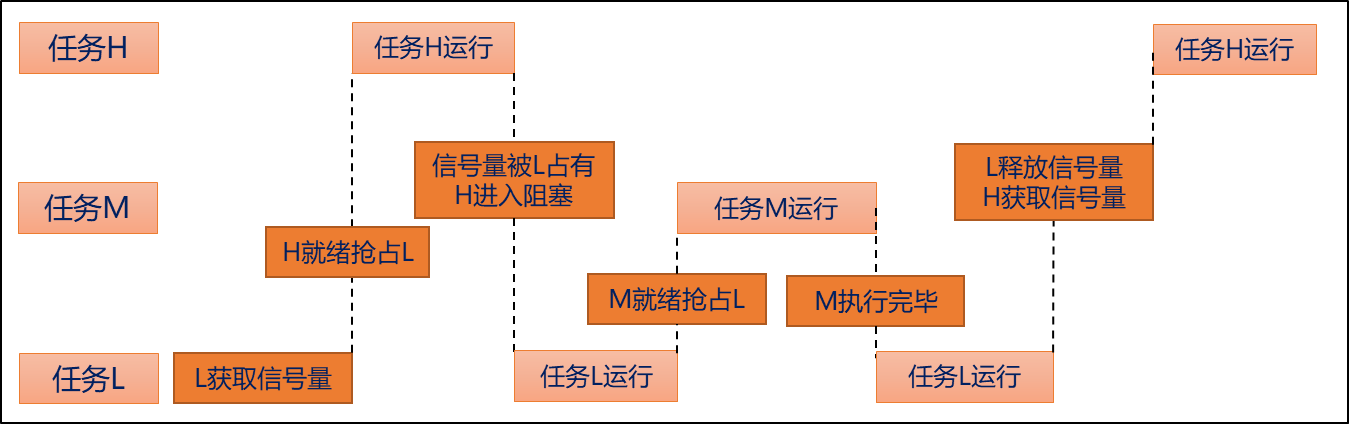 任务H
任务H运行
任务H运行
信号量被L占有
H进入阻塞
L释放信号量
H获取信号量
任务M
任务M运行
H就绪抢占L
M就绪抢占L
M执行完毕
任务L
L获取信号量
任务L运行
任务L运行